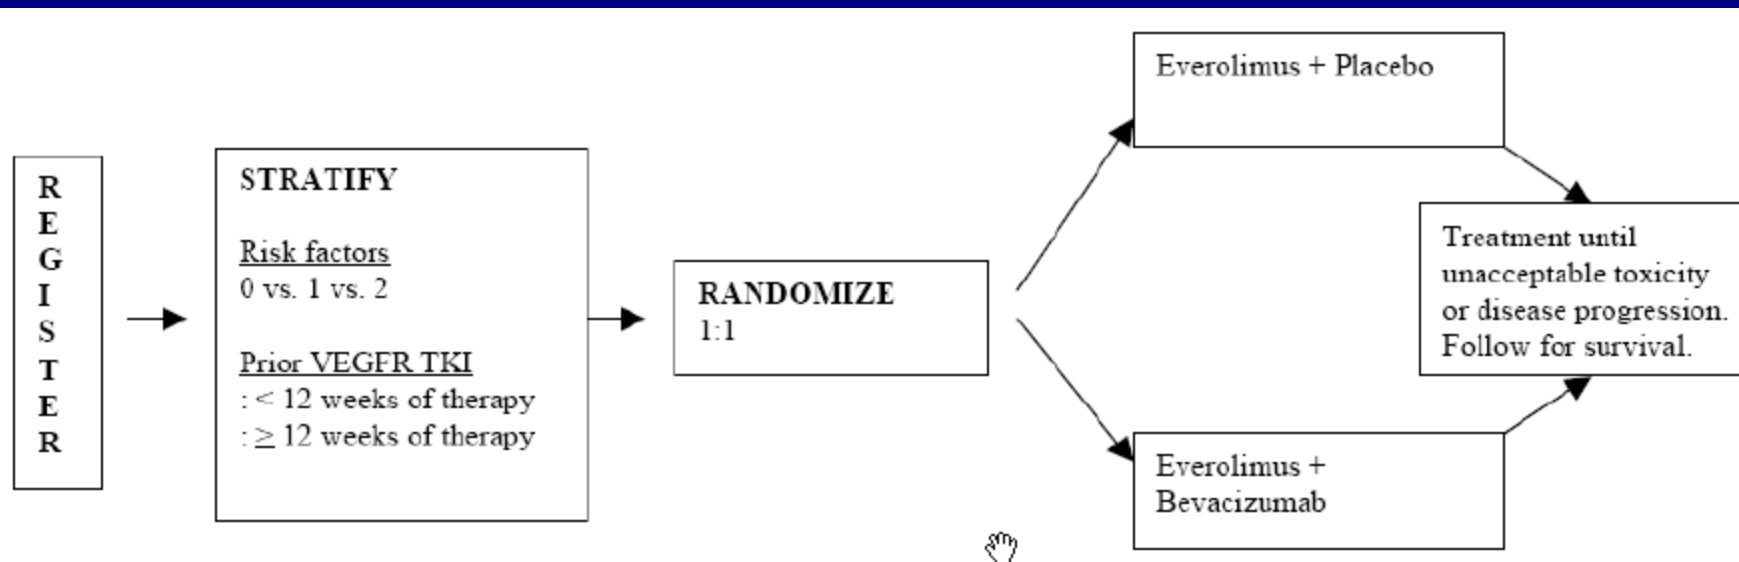 REGISTER
STRATIFY
Risk factors
0 vs. 1 vs. 2
Prior VEGFR TKI
: < 12 weeks of therapy
: ≥ 12 weeks of therapy
RANDOMIZE
1:1
Everolimus + Placebo
Everolimus +
Bevacizumab
Treatment until
unacceptable toxicity
or disease progression.
Follow for survival.